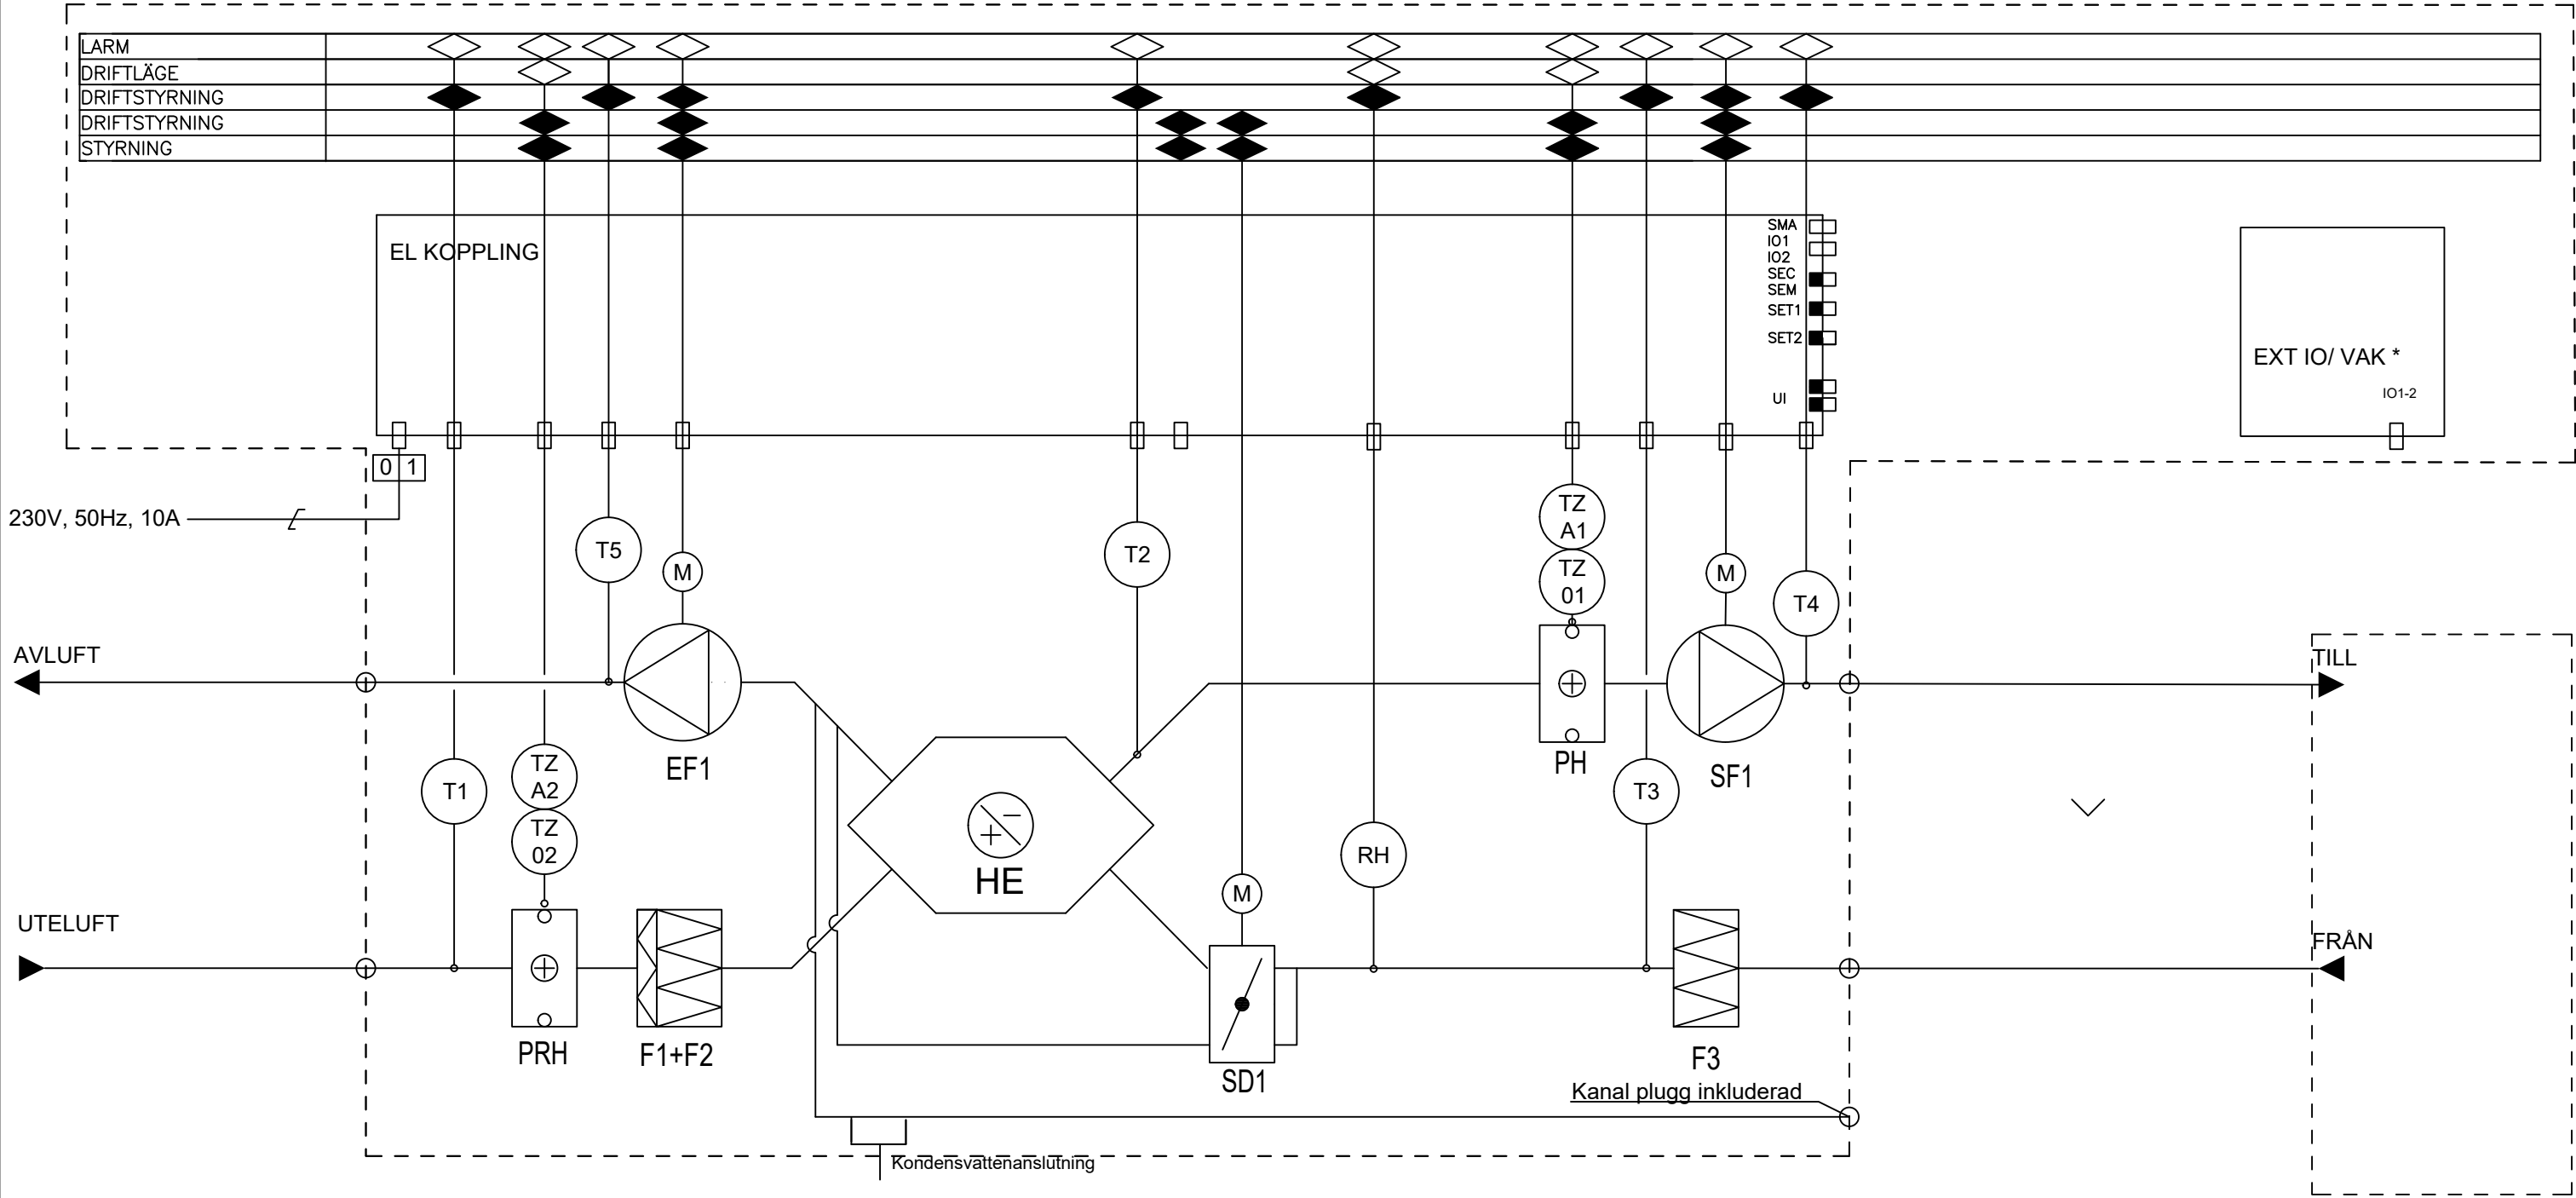 LARM
DRIFTLÄGE
DRIFTSTYRNING
DRIFTSTYRNING
STYRNING
EL KOPPLING
SMA
IO1
IO2
SEC
SEM
SET1
SET2
UI
EXT IO/ VAK *
IO1-2
0 1
230V, 50Hz, 10A
T5
M
T2
TZ
A1
TZ
01
M
T4
AVLUFT
TILL
EF1
PH
SF1
T1
TZ
A2
TZ
02
T3
HE
RH
M
UTELUFT
FRÅN
PRH
F1+F2
SD1
F3
Kanal plugg inkluderad
Kondensvattenanslutning